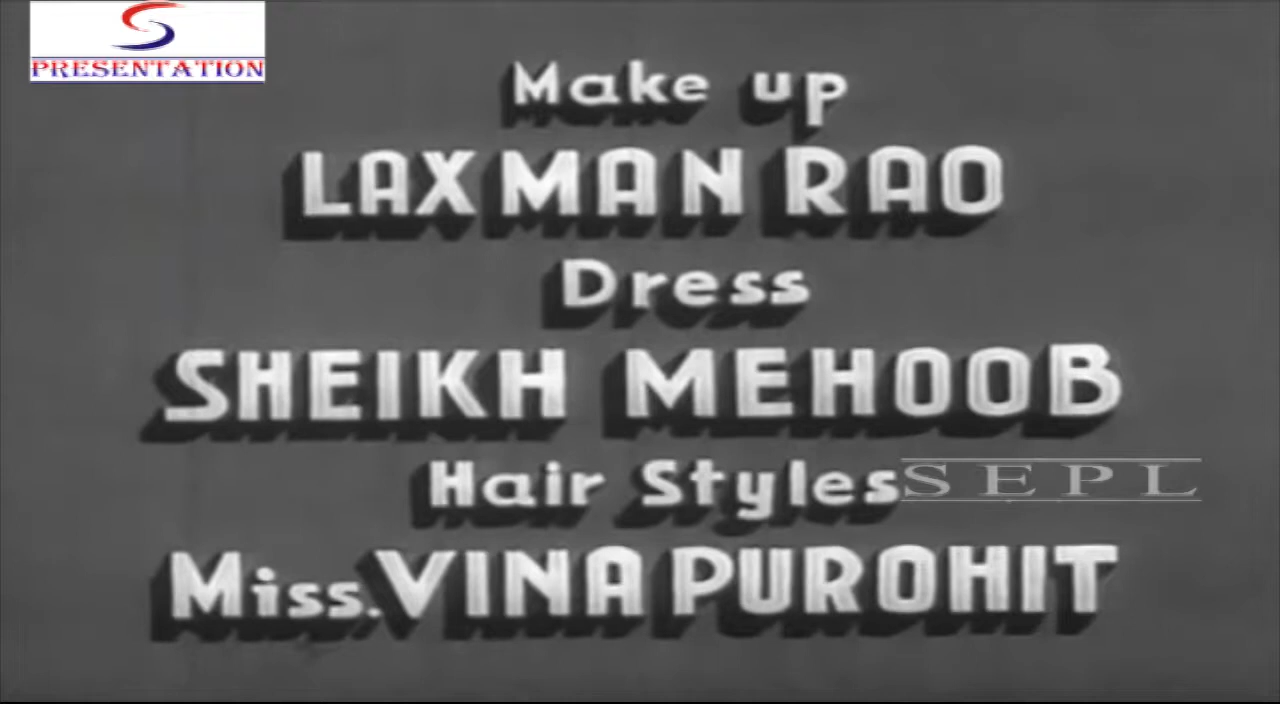 S
PRESENTATION
Make up
LAXMAN RAO
Dress
SHEIKH MEHOOB
Hair Styles
SEPL
Miss. VINA PUROHIT